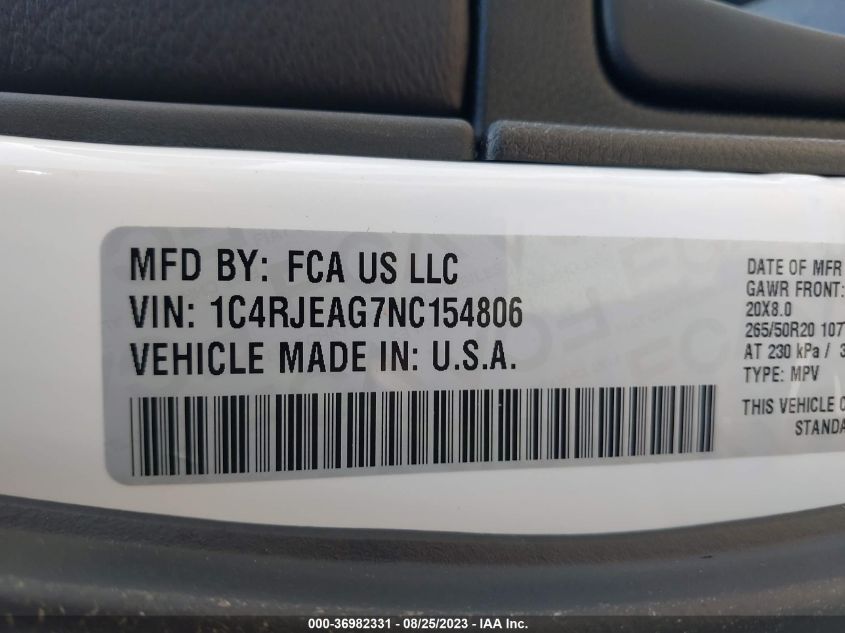 MFD BY: FCA US LLC
VIN: 1C4RJEAG7NC154806
VEHICLE MADE IN: U.S.A.
DATE OF MFR
GAWR FRONT:
20X8.0
265/50R20 107
AT 230 kPa / 3
TYPE: MPV
THIS VEHICLE
000-36982331 - 08/25/2023 - IAA Inc.